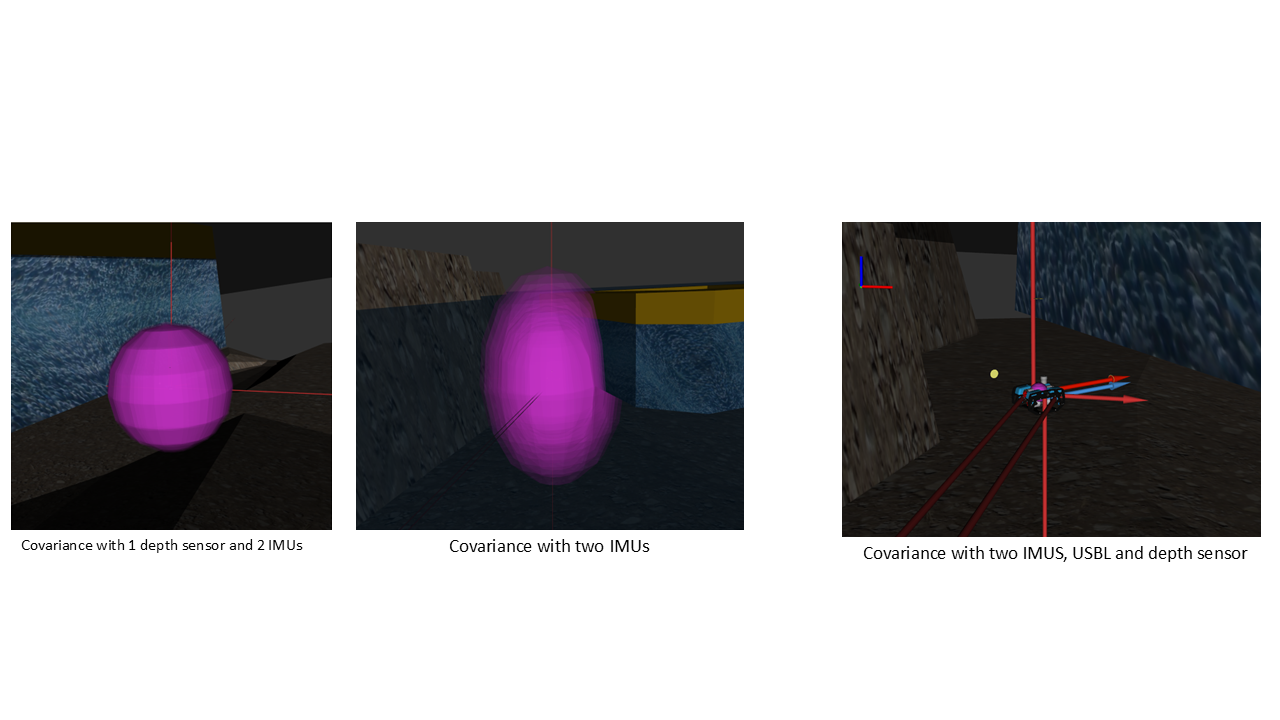 Covariance with 1 depth sensor and 2 IMUs
Covariance with two IMUs
Covariance with two IMUS, USBL and depth sensor